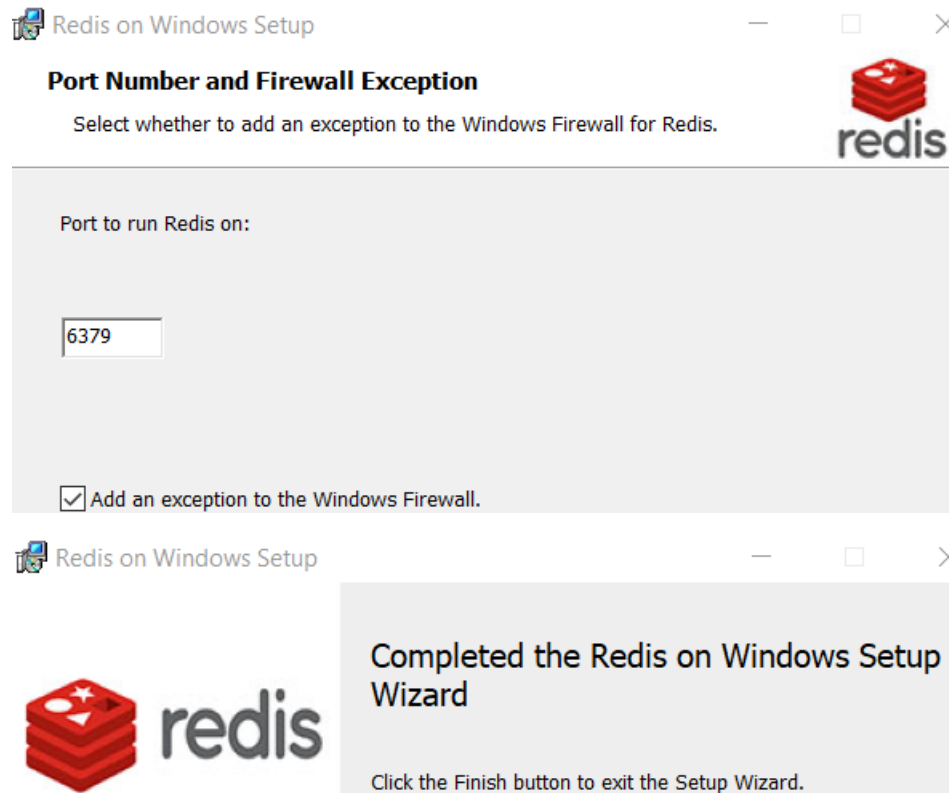 Redis on Windows Setup
Port Number and Firewall Exception
Select whether to add an exception to the Windows Firewall for Redis.
redis
Port to run Redis on:
6379
Add an exception to the Windows Firewall.
Redis on Windows Setup
redis
Completed the Redis on Windows Setup
Wizard
Click the Finish button to exit the Setup Wizard.